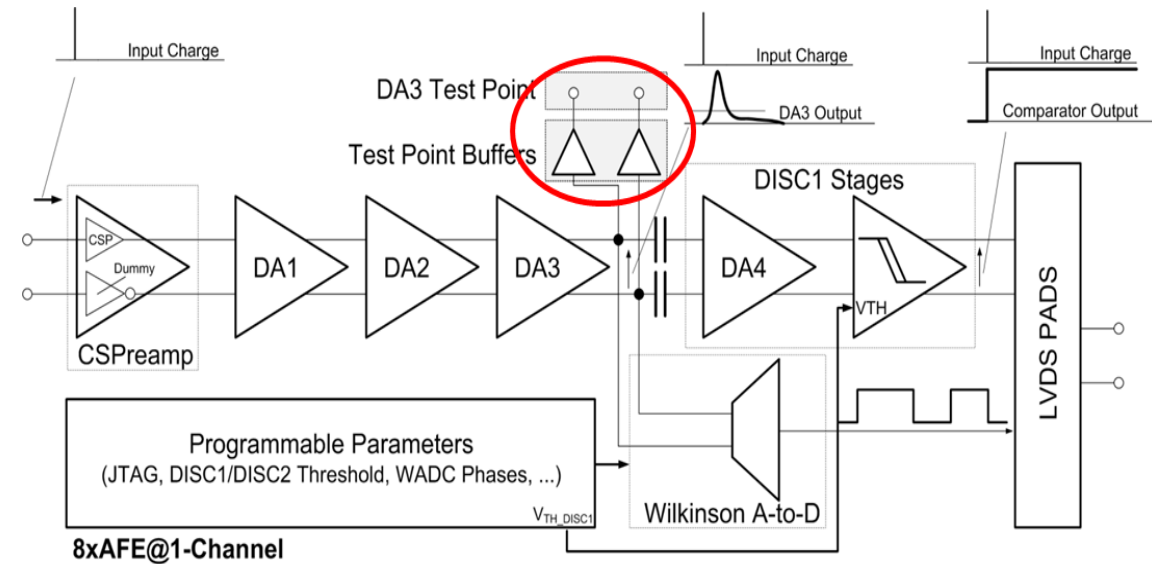 Input Charge
Input Charge
DA3 Output
Input Charge
Comparator Output
DA3 Test Point
Test Point Buffers
DISC1 Stages
CSP
Dummy
CSPreamp
DA1
DA2
DA3
DA4
VTH
LVDS PADS
Programmable Parameters
(JTAG, DISC1/DISC2 Threshold, WADC Phases, ...)
VTH_DISC1
Wilkinson A-to-D
8xAFE@1-Channel